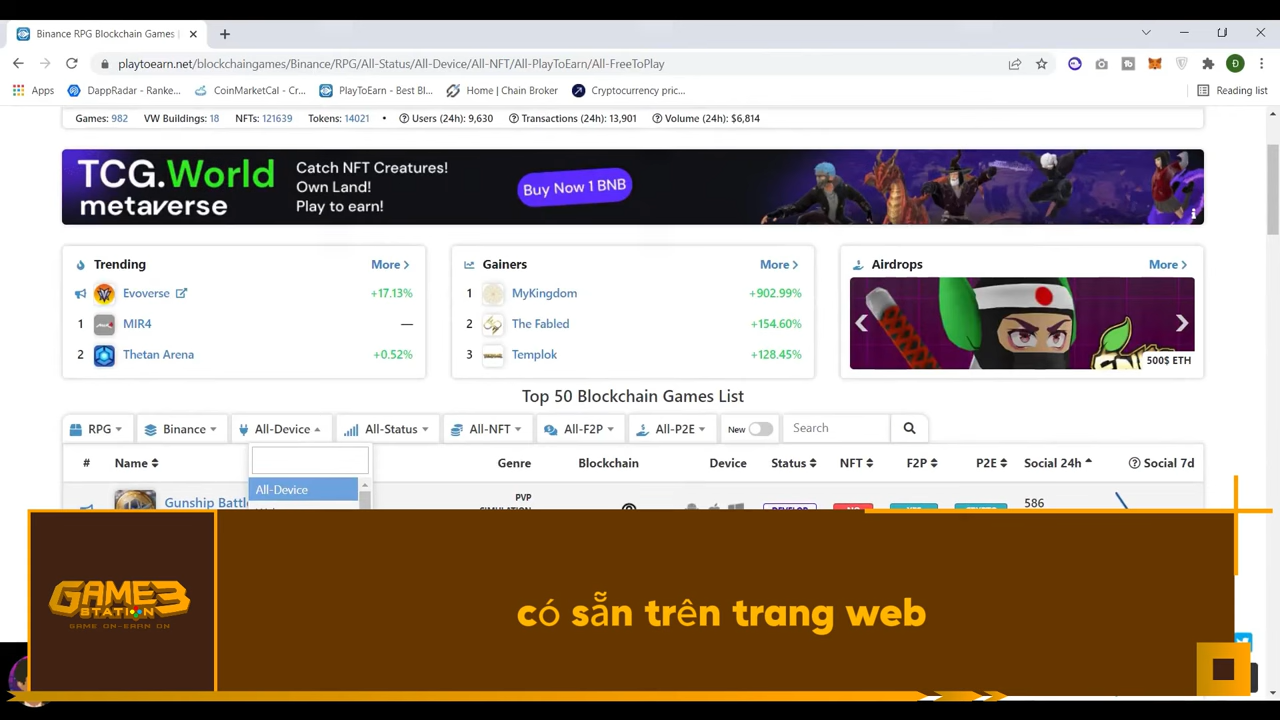 Binance RPG Blockchain Games |
playtoearn.net/blockchaingames/Binance/RPG/All-Status/All-Device/All-NFT/All-PlayToEarn/All-FreeToPlay
Đ
Apps DappRadar - Ranke... CoinMarketCal - Cr... PlayToEarn - Best Bl... Home | Chain Broker Cryptocurrency pric... Reading list
Games: 982 VW Buildings: 18 NFTs: 121639 Tokens: 14021 • Users (24h): 9,630 Transactions (24h): 13,901 Volume (24h): $6,814
TCG.World
metaverse
Catch NFT Creatures!
Own Land!
Play to earn!
Buy Now 1 BNB
Trending More
Evoverse +17.13%
1 MIR4 —
2 Thetan Arena +0.52%
Gainers More
1 MyKingdom +902.99%
2 The Fabled +154.60%
3 Templok +128.45%
Airdrops More
500$ ETH
Top 50 Blockchain Games List
RPG Binance All-Device All-Status All-NFT All-F2P All-P2E New Search
# Name Genre Blockchain Device Status NFT F2P P2E Social 24h Social 7d
All-Device
Gunship Battl
PVP
586
GAME3
STATION
GAME ON-EARN ON
có sẵn trên trang web